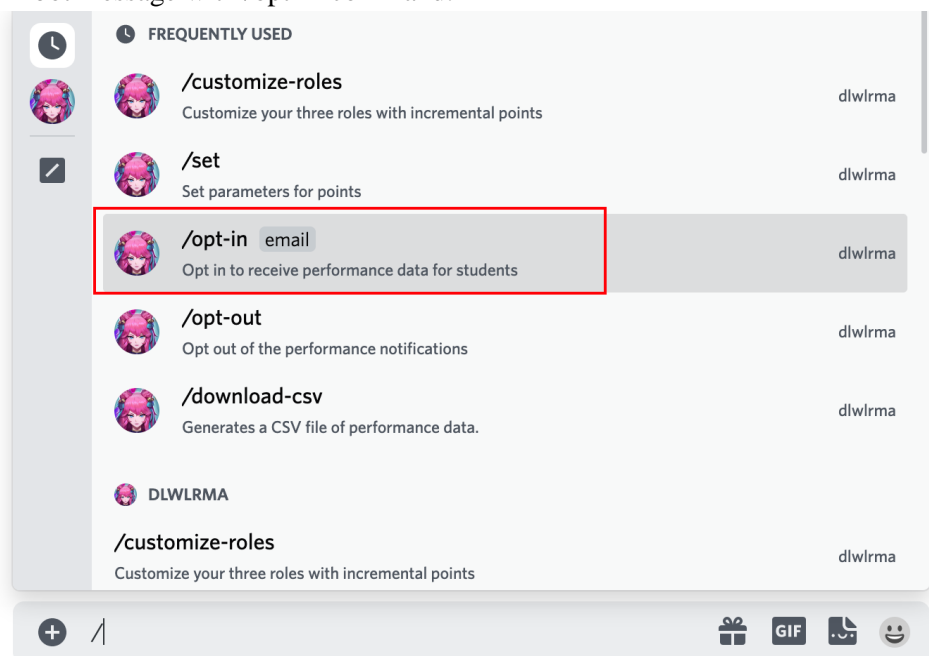 FREQUENTLY USED
/customize-roles
Customize your three roles with incremental points
dlwlrma
/set
Set parameters for points
dlwlrma
/opt-in email
Opt in to receive performance data for students
dlwlrma
/opt-out
Opt out of the performance notifications
dlwlrma
/download-csv
Generates a CSV file of performance data.
dlwlrma
DLWLRMA
/customize-roles
Customize your three roles with incremental points
dlwlrma
/
GIF